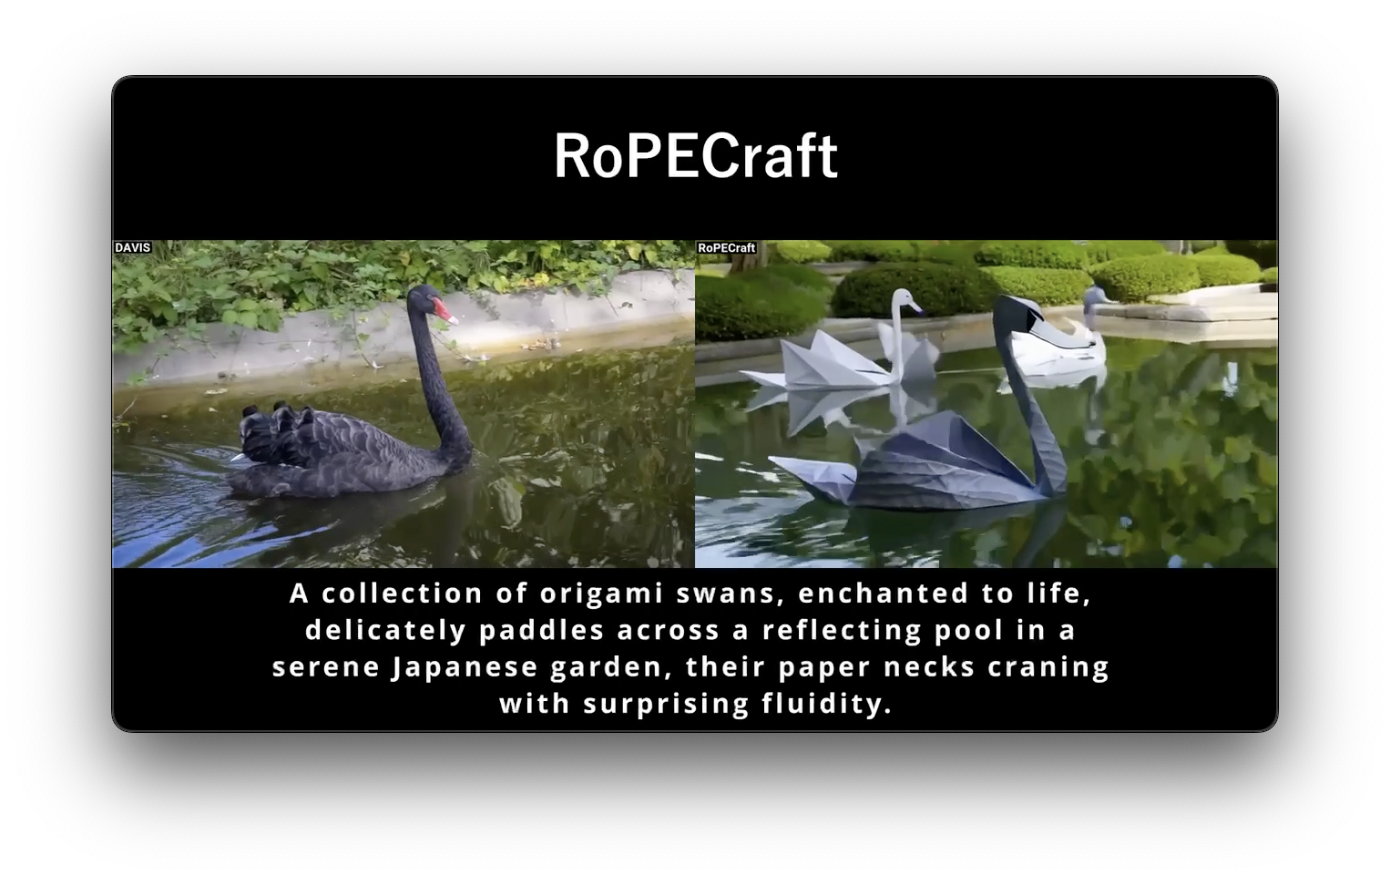 RoPECraft
DAVIS
RoPECraft
A collection of origami swans, enchanted to life,
delicately paddles across a reflecting pool in a
serene Japanese garden, their paper necks craning
with surprising fluidity.